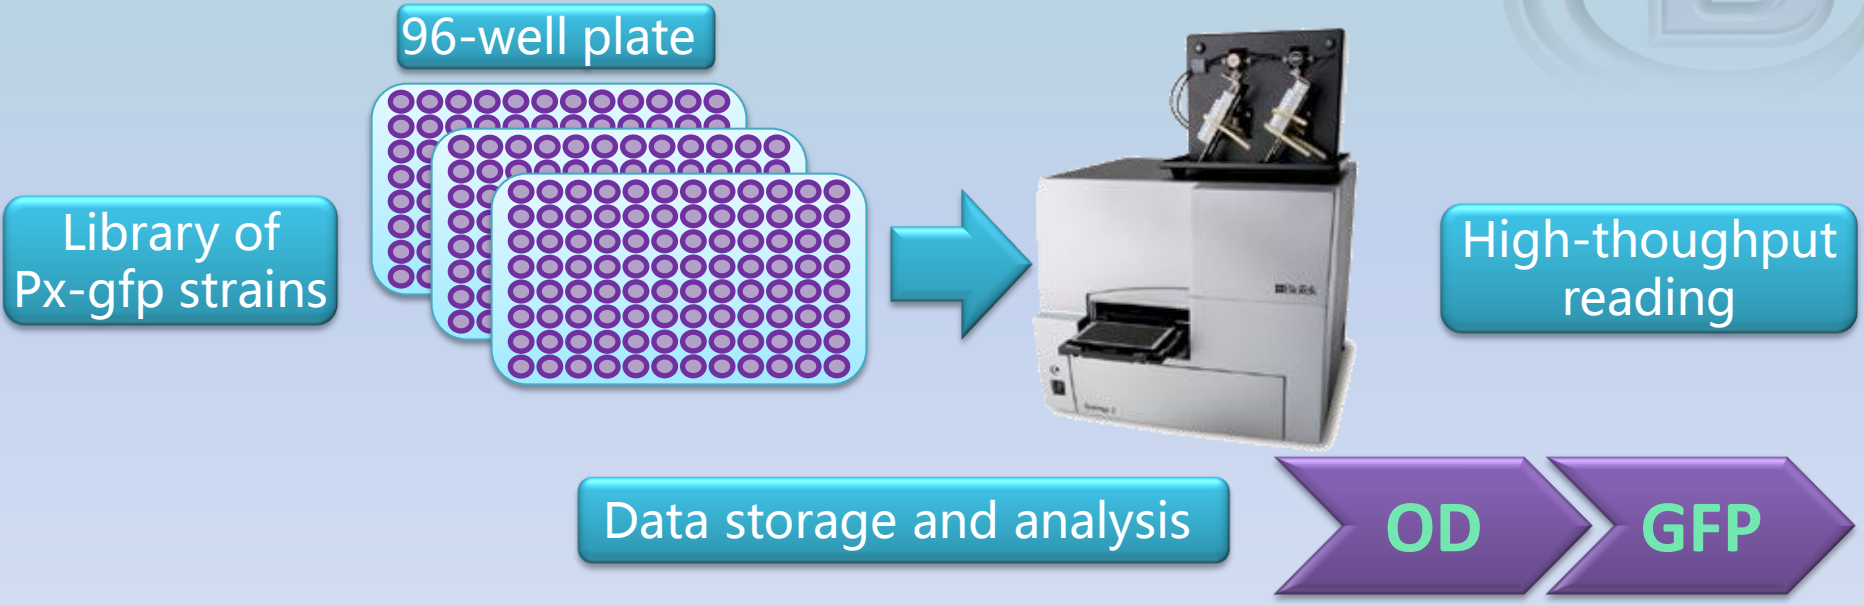 96-well plate
Library of
Px-gfp strains
High-thoughput
reading
Data storage and analysis
OD
GFP